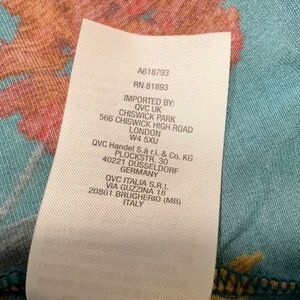 A618793
RN 81893
IMPORTED BY:
QVC UK
CHISWICK PARK
566 CHISWICK HIGH ROAD
LONDON
W4 5XU
QVC Handel S.à r.l. & Co. KG
PLOCKSTR. 30
40221 DÜSSELDORF
GERMANY
QVC ITALIA S.R.L.
VIA GUZZINA 18
20861 BRUGHERIO (MB)
ITALY